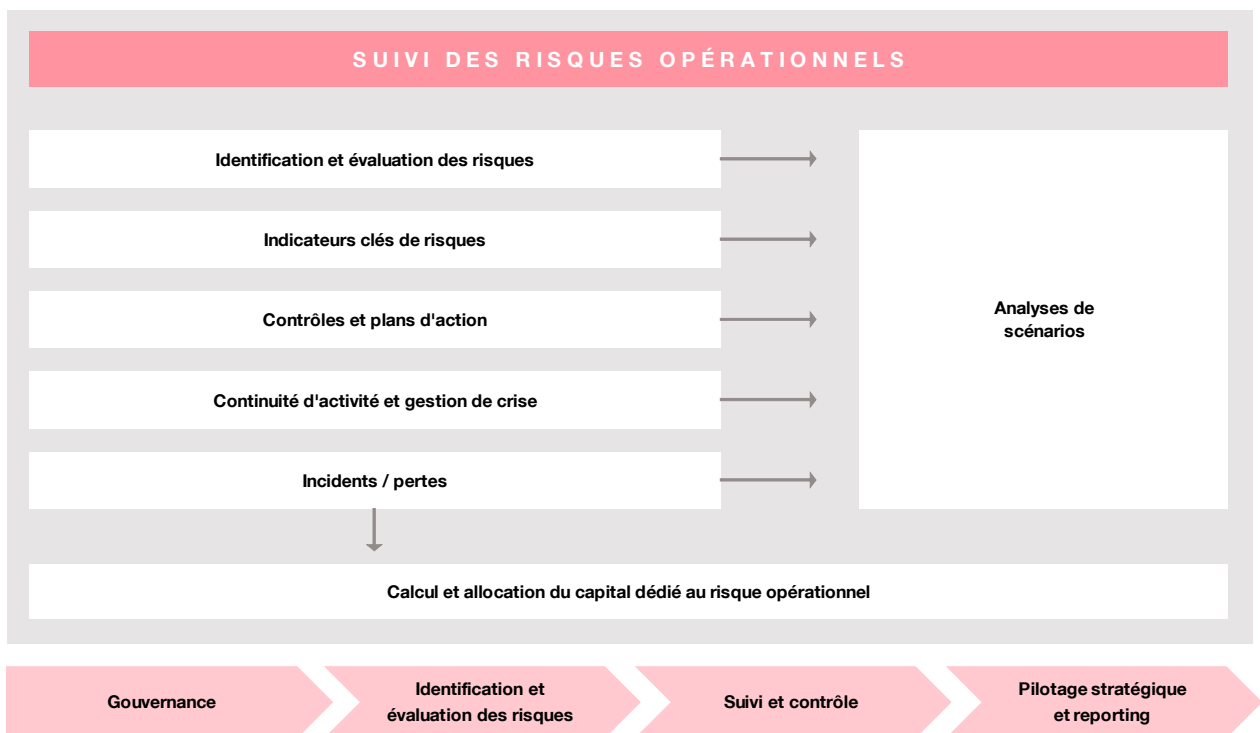 SUIVI DES RISQUES OPÉRATIONNELS
Identification et évaluation des risques
Indicateurs clés de risques
Contrôles et plans d'action
Continuité d'activité et gestion de crise
Incidents / pertes
Analyses de
scénarios
Calcul et allocation du capital dédié au risque opérationnel
Gouvernance
Identification et
évaluation des risques
Suivi et contrôle
Pilotage stratégique
et reporting